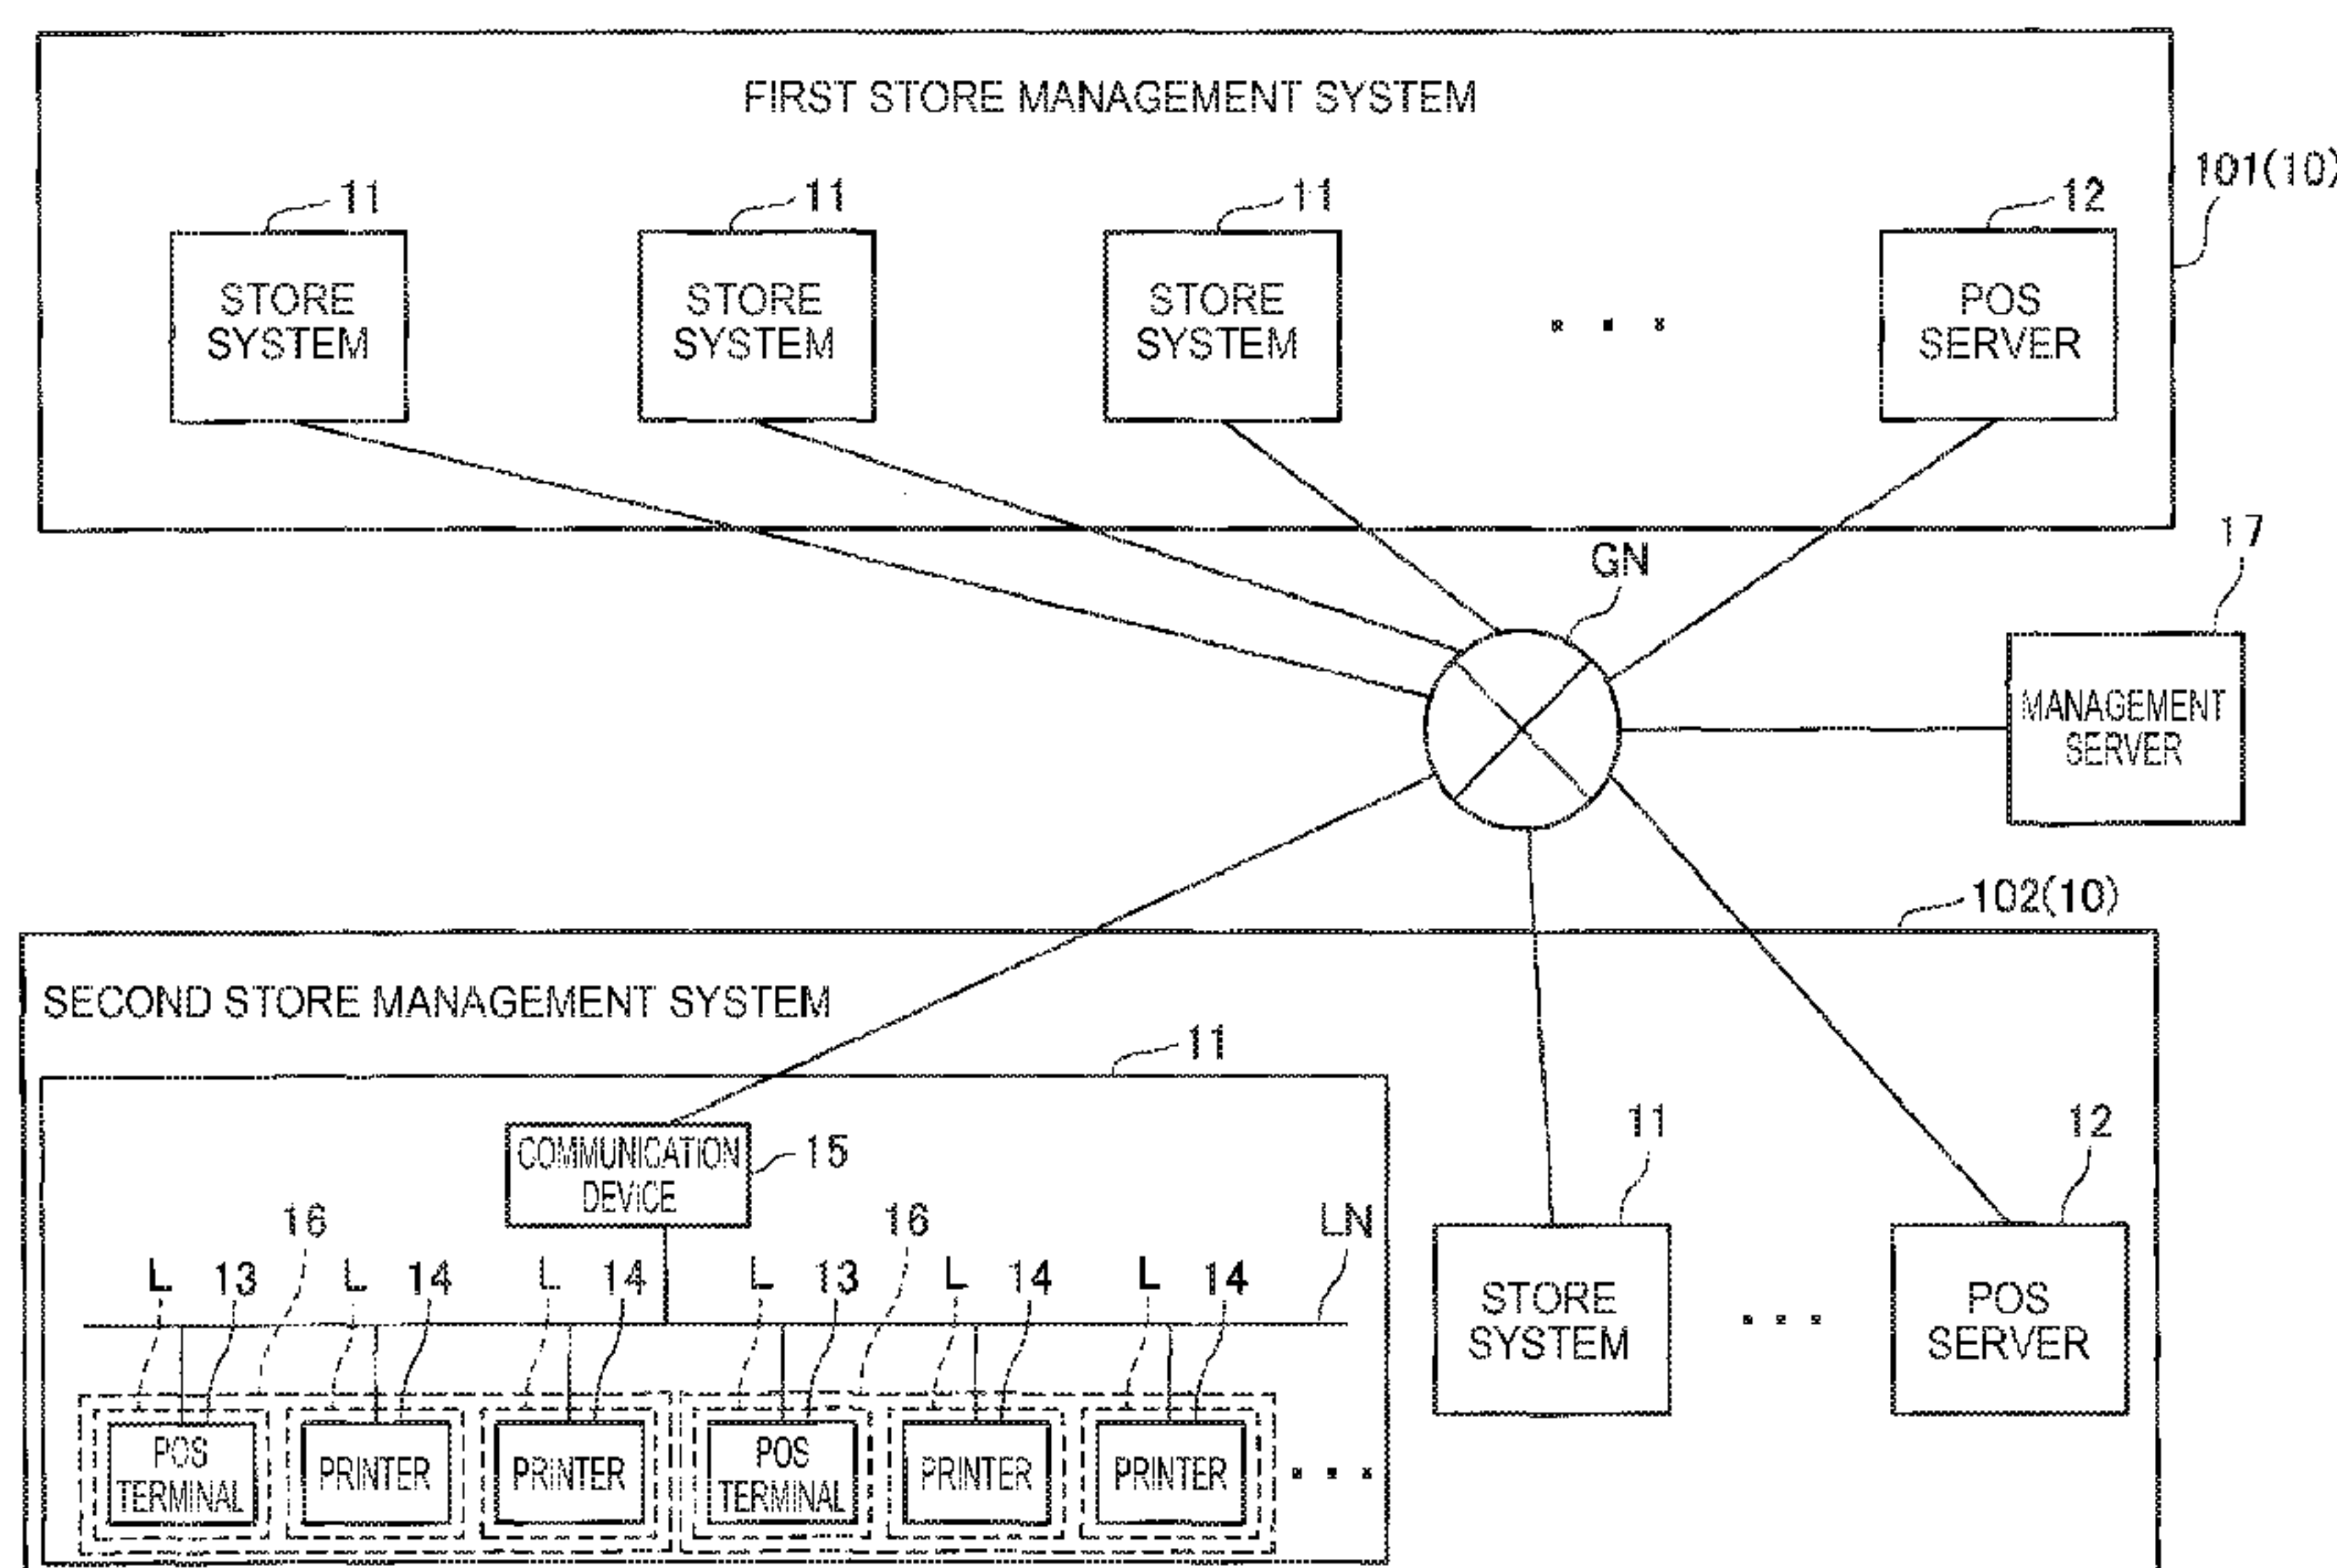 FIRST STORE MANAGEMENT SYSTEM
101(10)
11
11
11
12
STORE
SYSTEM
STORE
SYSTEM
STORE
SYSTEM
POS
SERVER
GN
17
MANAGEMENT
SERVER
102(10)
SECOND STORE MANAGEMENT SYSTEM
11
COMMUNICATION
DEVICE
15
11
12
16
16
LN
L
13
L
14
L
14
L
13
L
14
L
14
STORE
SYSTEM
POS
SERVER
POS
TERMINAL
PRINTER
PRINTER
POS
TERMINAL
PRINTER
PRINTER